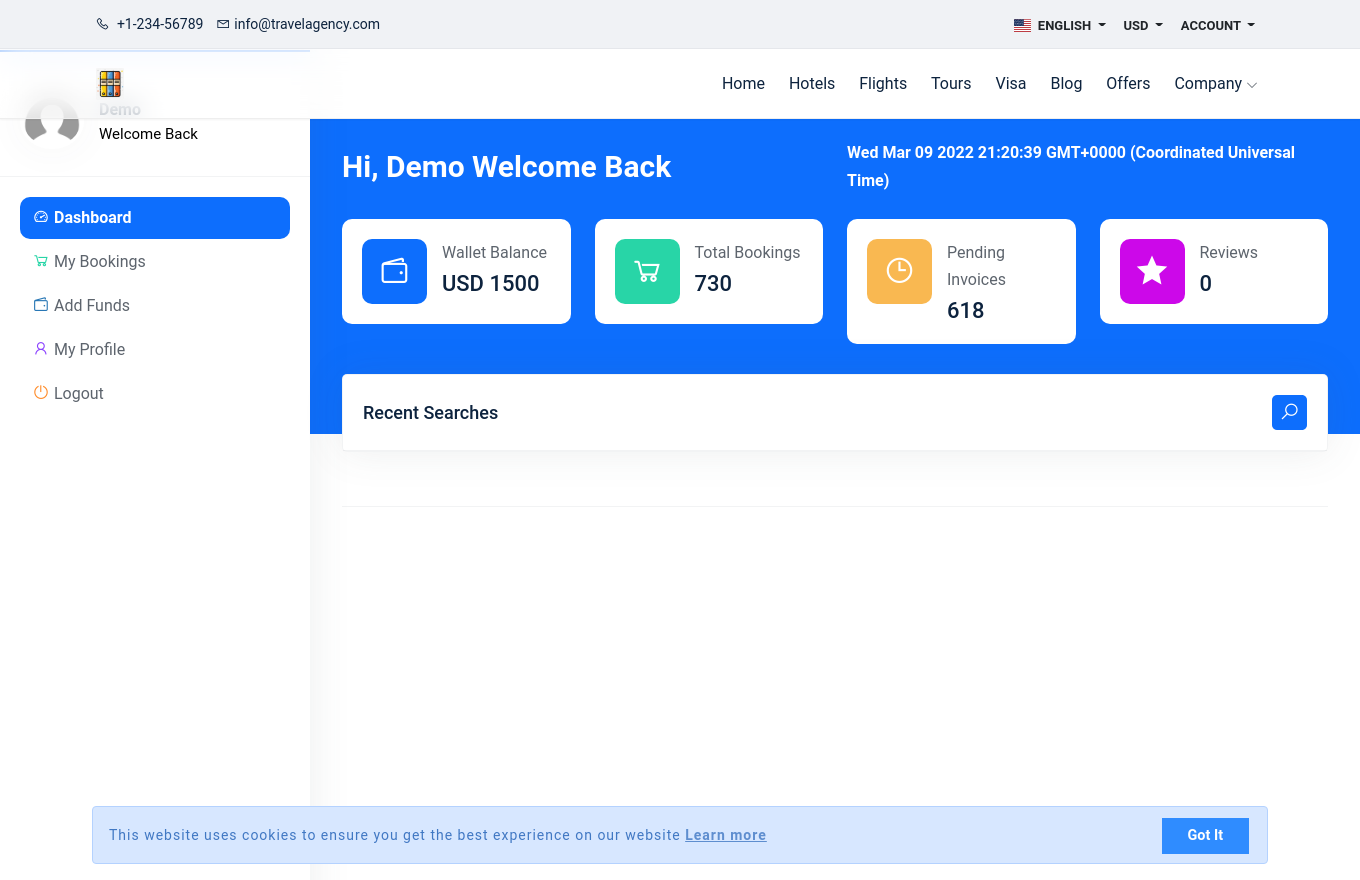 +1-234-56789 info@travelagency.com
ENGLISH USD ACCOUNT
Home Hotels Flights Tours Visa Blog Offers Company
Demo
Welcome Back
Dashboard
My Bookings
Add Funds
My Profile
Logout
Hi, Demo Welcome Back
Wed Mar 09 2022 21:20:39 GMT+0000 (Coordinated Universal
Time)
Wallet Balance
USD 1500
Total Bookings
730
Pending
Invoices
618
Reviews
0
Recent Searches
This website uses cookies to ensure you get the best experience on our website Learn more
Got It